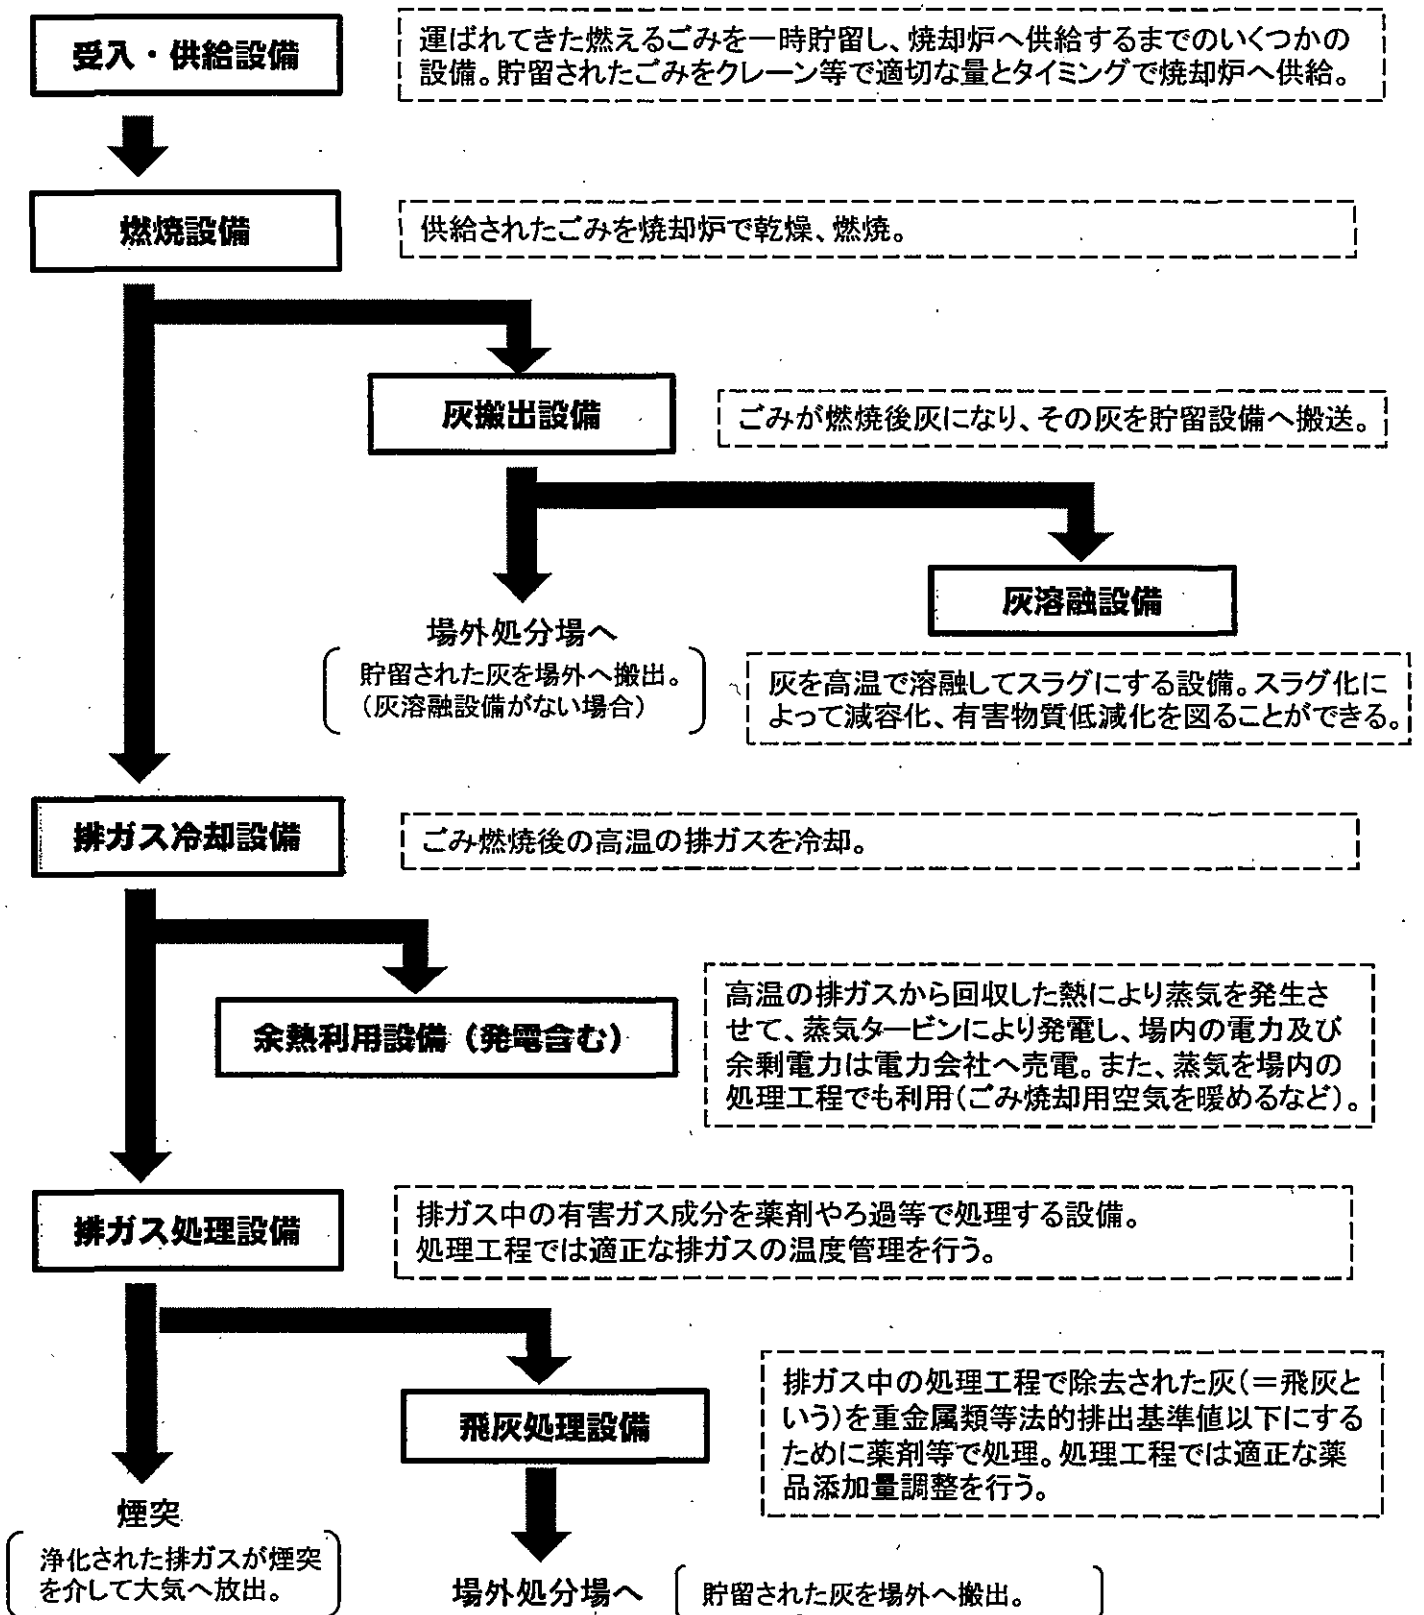 受入・供給設備
運ばれてきた燃えるごみを一時貯留し、焼却炉へ供給するまでのいくつかの
設備。貯留されたごみをクレーン等で適切な量とタイミングで焼却炉へ供給。
燃焼設備
供給されたごみを焼却炉で乾燥、燃焼。
灰搬出設備
ごみが燃焼後灰になり、その灰を貯留設備へ搬送。
灰溶融設備
場外処分場へ
貯留された灰を場外へ搬出。
（灰溶融設備がない場合）
灰を高温で溶融してスラグにする設備。スラグ化に
よって減容化、有害物質低減化を図ることができる。
排ガス冷却設備
ごみ燃焼後の高温の排ガスを冷却。
余熱利用設備（発電含む）
高温の排ガスから回収した熱により蒸気を発生さ
せて、蒸気タービンにより発電し、場内の電力及び
余剰電力は電力会社へ売電。また、蒸気を場内の
処理工程でも利用（ごみ焼却用空気を暖めるなど）。
排ガス処理設備
排ガス中の有害ガス成分を薬剤やろ過等で処理する設備。
処理工程では適正な排ガスの温度管理を行う。
飛灰処理設備
排ガス中の処理工程で除去された灰（＝飛灰と
いう）を重金属類等法的排出基準値以下にする
ために薬剤等で処理。処理工程では適正な薬
品添加量調整を行う。
煙突
浄化された排ガスが煙突
を介して大気へ放出。
場外処分場へ
貯留された灰を場外へ搬出。